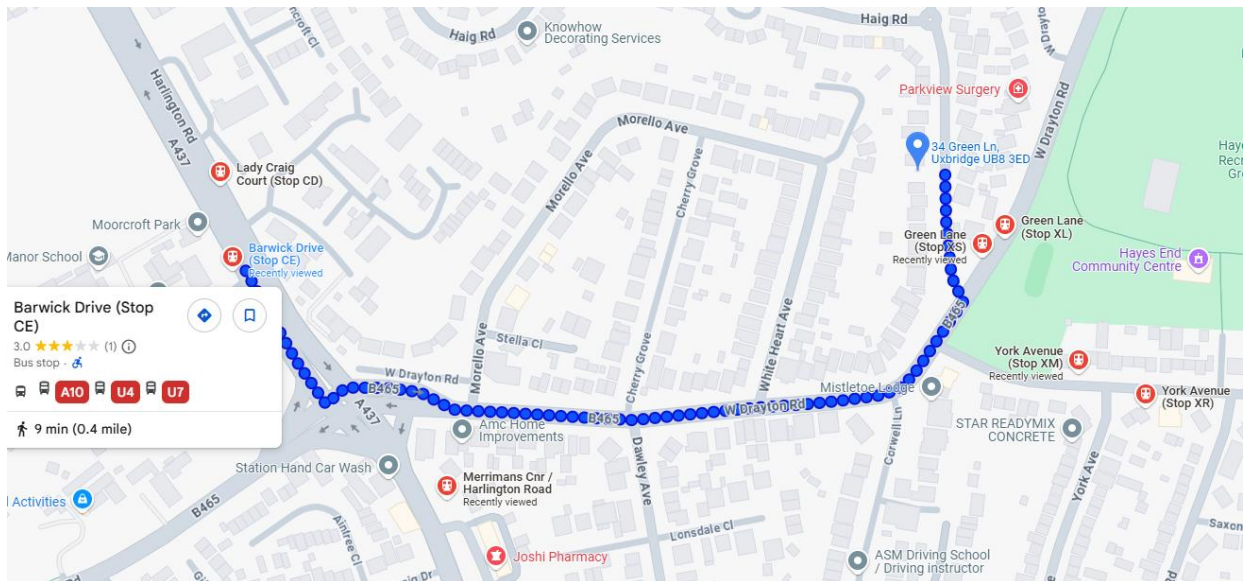 Haig Rd
Knowhow
Decorating Services
Haig Rd
W Drayton Rd
Harlington Rd
A437
Parkview Surgery
Morello Ave
34 Green Ln,
Uxbridge UB8 3ED
W Drayton Rd
Lady Craig
Court (Stop CD)
Morello Ave
Cherry Grove
Moorcroft Park
Green Lane
(Stop XL)
Green Lane
(Stop XS)
Recently viewed
Manor School
Barwick Drive
(Stop CE)
Recently viewed
Hayes End
Community Centre
Barwick Drive (Stop
CE)
3.0 (1)
Bus stop
A10 U4 U7
9 min (0.4 mile)
B465
Stella Cl
White Heart Ave
Morello Ave
W Drayton Rd
B465
Cherry Grove
York Avenue
(Stop XM)
Recently viewed
Mistletoe Lodge
York Avenue
(Stop XR)
A437
B465
W Drayton Rd
Amc Home
Improvements
Corwell Ln
STAR READYMIX
CONCRETE
Station Hand Car Wash
Dawley Ave
York Ave
Merrimans Cnr /
Harlington Road
Recently viewed
Activities
B465
Lonsdale Cl
Aintree Cl
Joshi Pharmacy
ASM Driving School
/ Driving instructor